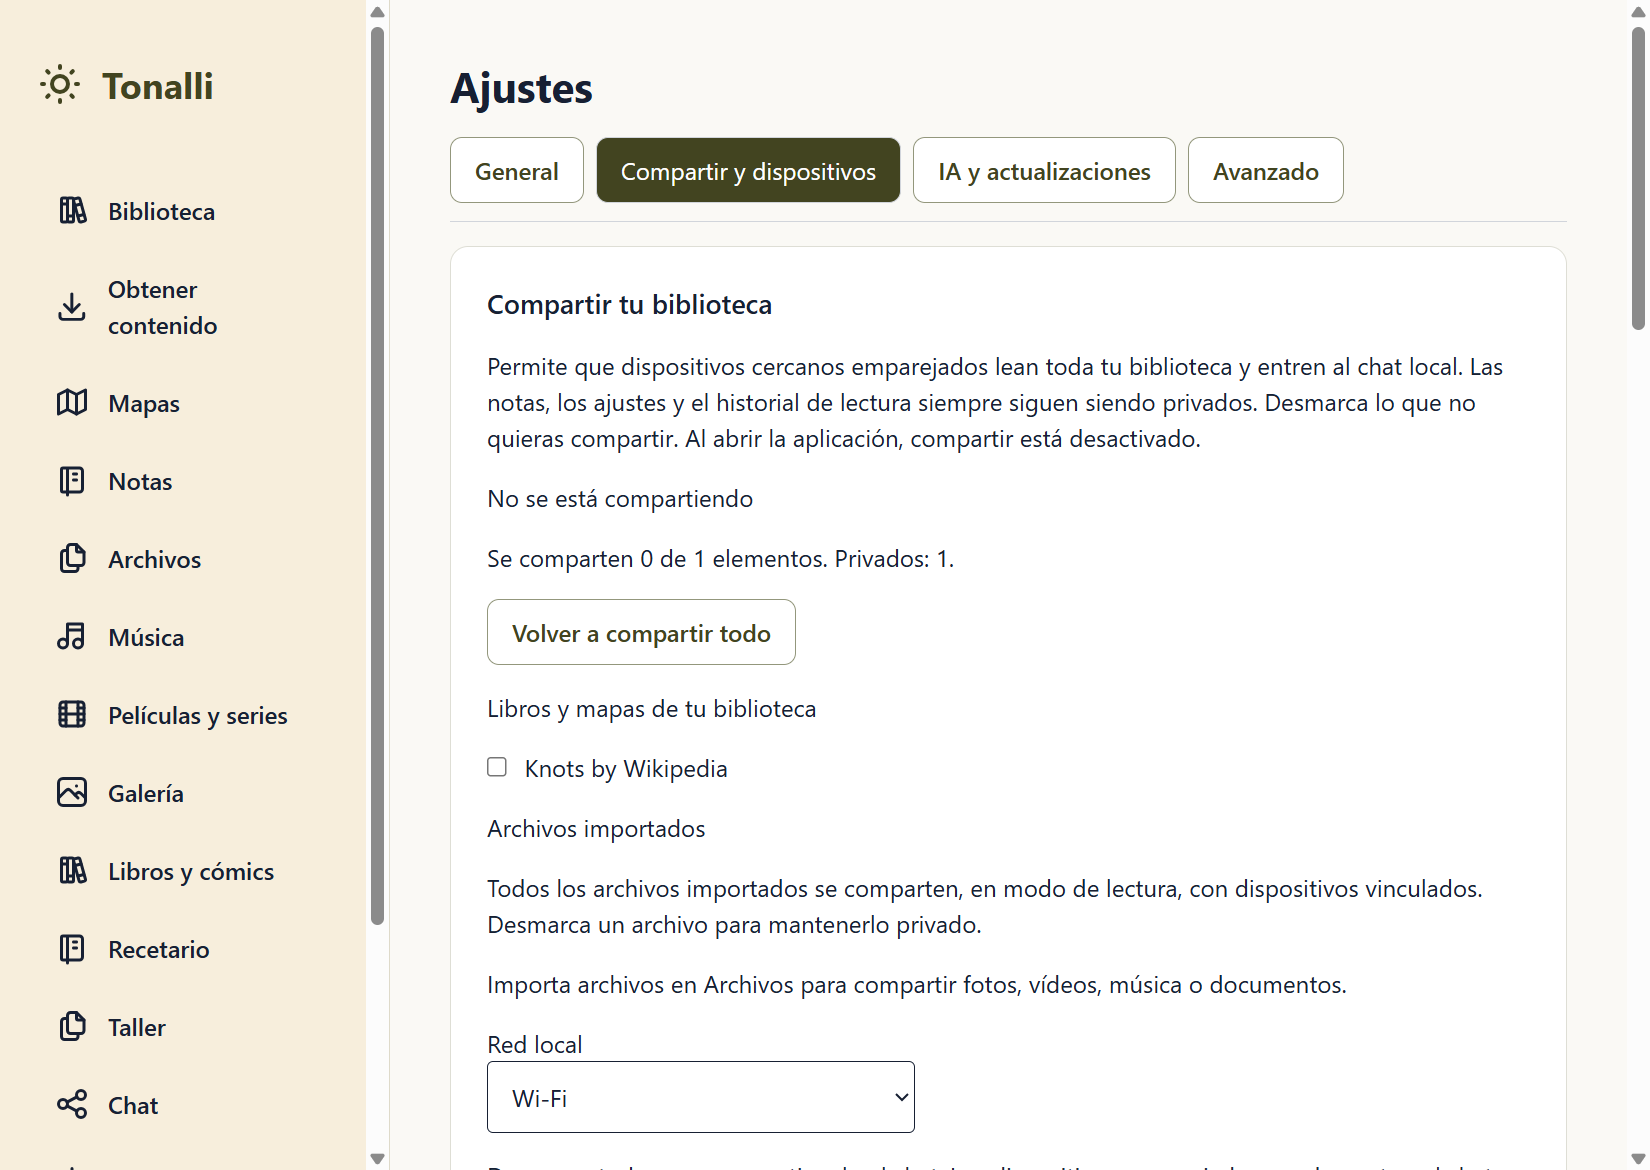 Tonalli
Biblioteca
Obtener
contenido
Mapas
Notas
Archivos
Música
Películas y series
Galería
Libros y cómics
Recetario
Taller
Chat
Ajustes
General
Compartir y dispositivos
IA y actualizaciones
Avanzado
Compartir tu biblioteca
Permite que dispositivos cercanos emparejados lean toda tu biblioteca y entren al chat local. Las
notas, los ajustes y el historial de lectura siempre siguen siendo privados. Desmarca lo que no
quieras compartir. Al abrir la aplicación, compartir está desactivado.
No se está compartiendo
Se comparten 0 de 1 elementos. Privados: 1.
Volver a compartir todo
Libros y mapas de tu biblioteca
Knots by Wikipedia
Archivos importados
Todos los archivos importados se comparten, en modo de lectura, con dispositivos vinculados.
Desmarca un archivo para mantenerlo privado.
Importa archivos en Archivos para compartir fotos, vídeos, música o documentos.
Red local
Wi-Fi